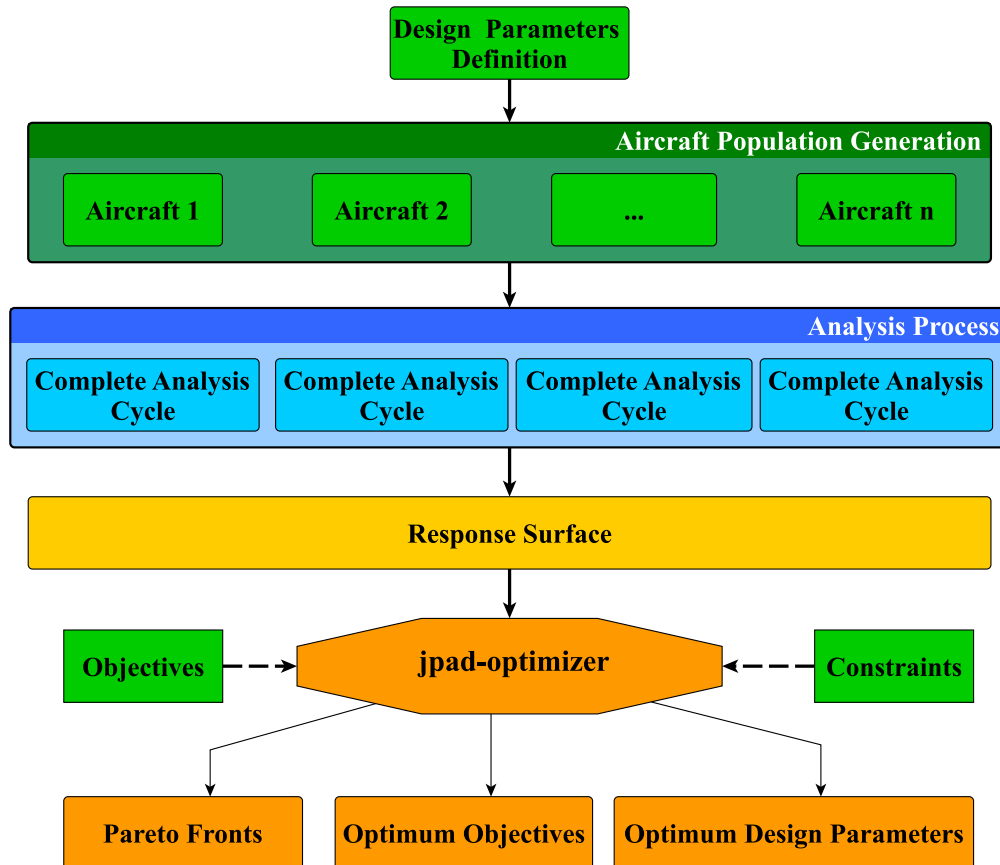 Design Parameters
Definition
Aircraft Population Generation
Aircraft 1
Aircraft 2
...
Aircraft n
Analysis Process
Complete Analysis
Cycle
Complete Analysis
Cycle
Complete Analysis
Cycle
Complete Analysis
Cycle
Response Surface
Objectives
jpad-optimizer
Constraints
Pareto Fronts
Optimum Objectives
Optimum Design Parameters